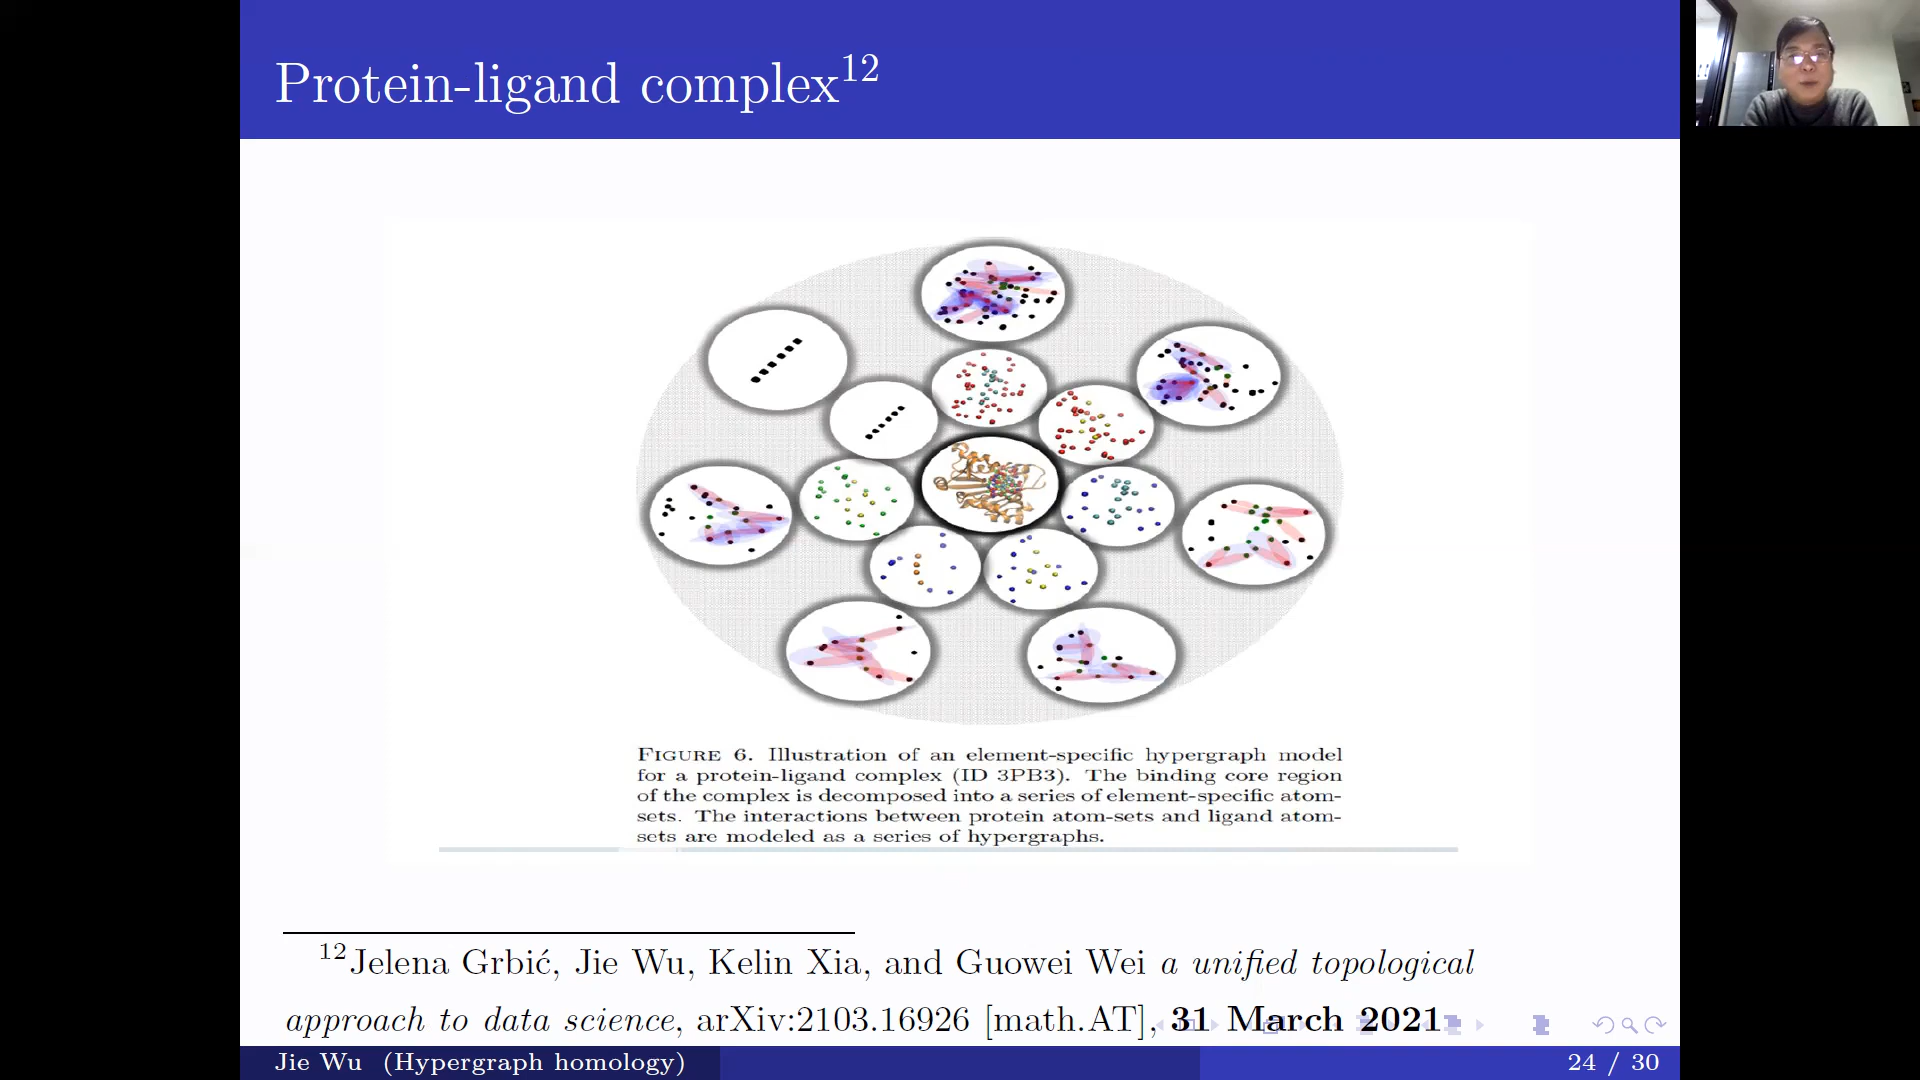 Protein-ligand complex12
FIGURE 6. Illustration of an element-specific hypergraph model
for a protein-ligand complex (ID 3PB3). The binding core region
of the complex is decomposed into a series of element-specific atom-
sets. The interactions between protein atom-sets and ligand atom-
sets are modeled as a series of hypergraphs.
12Jelena Grbić, Jie Wu, Kelin Xia, and Guowei Wei a unified topological
approach to data science, arXiv:2103.16926 [math.AT], 31 March 2021
Jie Wu (Hypergraph homology)
24 / 30